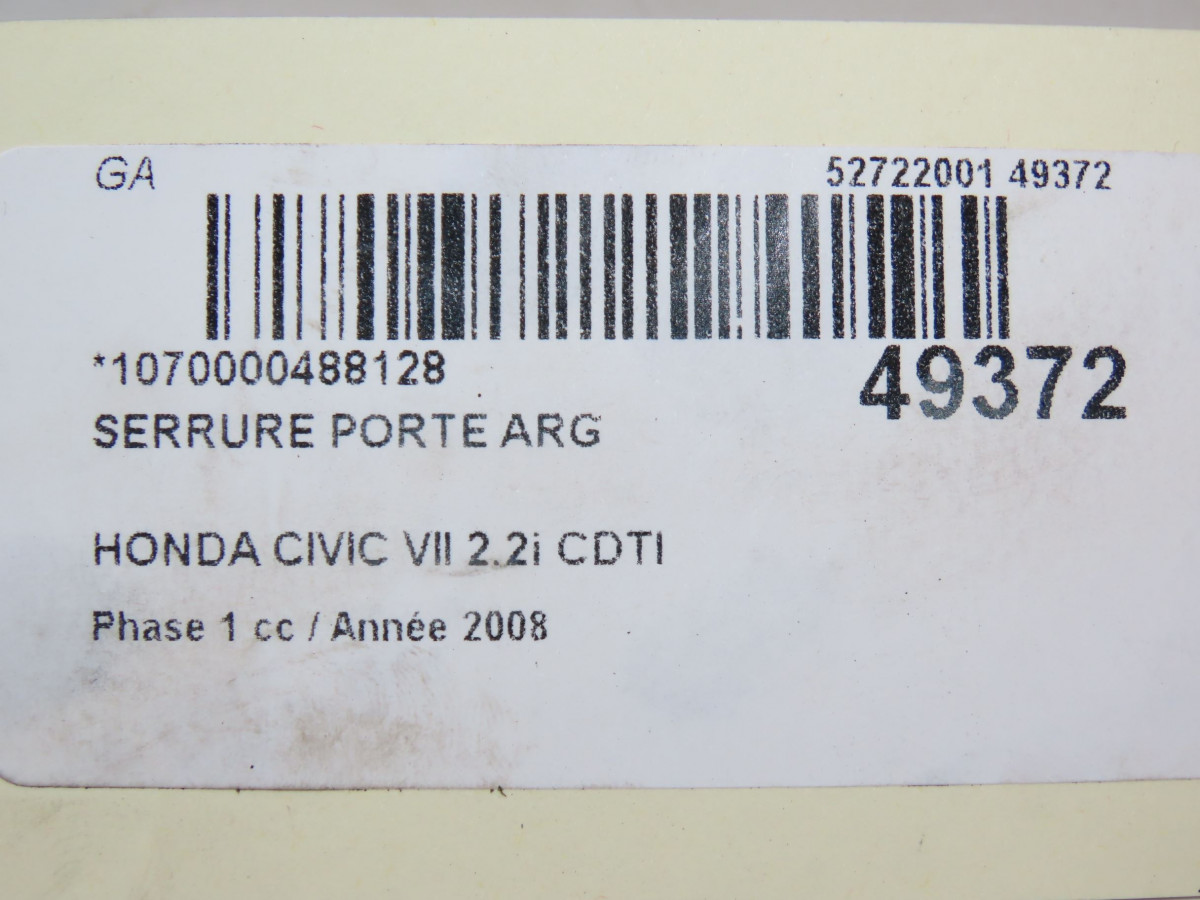 GA 52722001 49372
*1070000488128 49372
SERRURE PORTE ARG
HONDA CIVIC VII 2.2i CDTI
Phase 1 cc / Année 2008